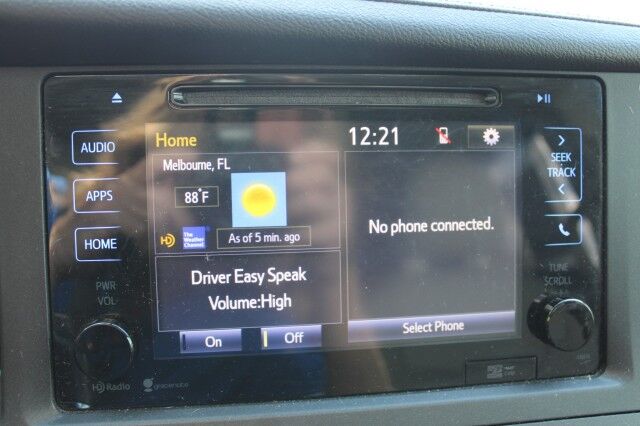 Home
12:21
AUDIO
APPS
HOME
PWR
VOL
Melbourne, FL
88°F
HD
The
Weather
Channel
As of 5 min. ago
Driver Easy Speak
Volume:High
On
Off
No phone connected.
Select Phone
SEEK
TRACK
TUNE
SCROLL
HD Radio
gracenote